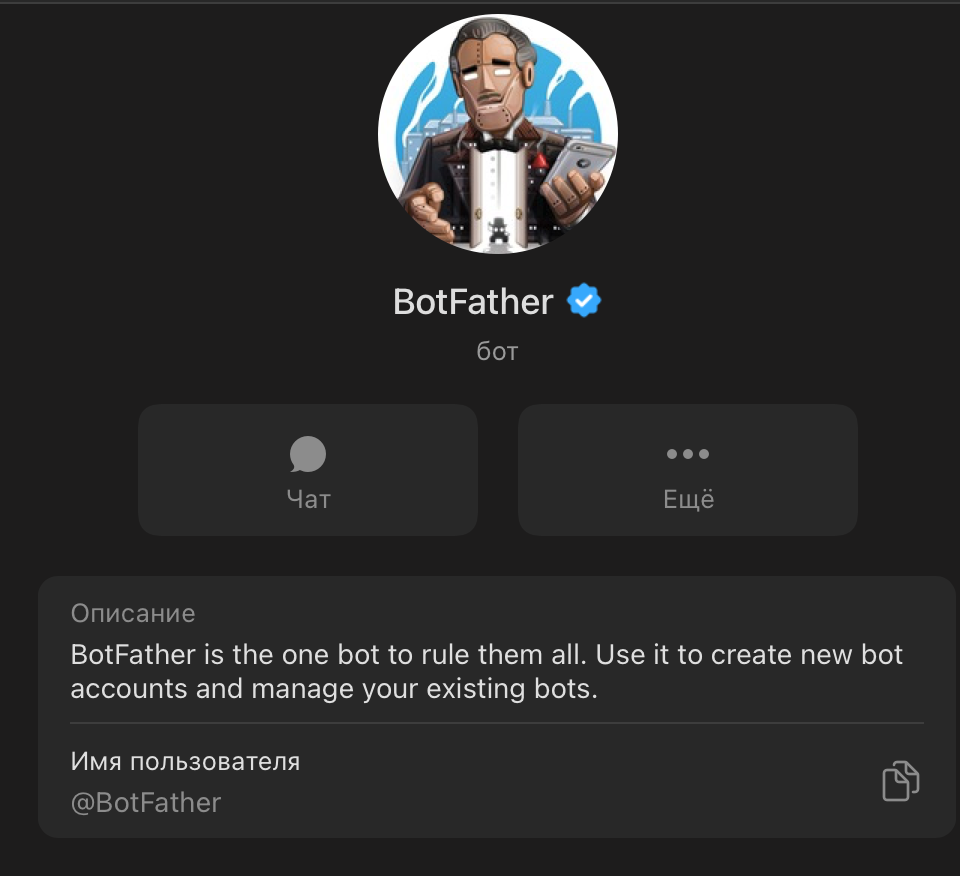 BotFather
бот
Чат
Ещё
Описание
BotFather is the one bot to rule them all. Use it to create new bot
accounts and manage your existing bots.
Имя пользователя
@BotFather